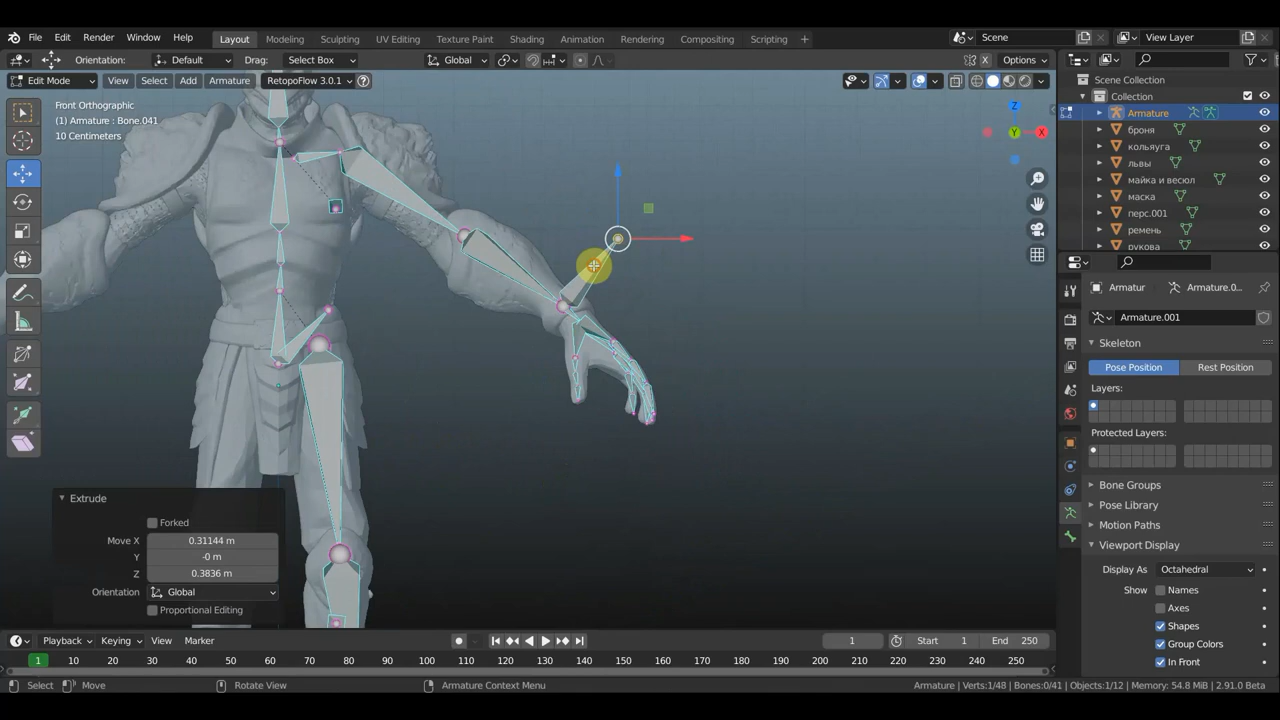 File Edit Render Window Help Layout Modeling Sculpting UV Editing Texture Paint Shading Animation Rendering Compositing Scripting + Scene View Layer
Orientation: Default Drag: Select Box Global X Options
Edit Mode View Select Add Armature RetopoFlow 3.0.1 ?
Scene Collection
Collection
Armature
броня
кольяуга
львы
майка и весюл
маска
перс.001
ремень
рукова
Front Orthographic
(1) Armature : Bone.041
10 Centimeters
Z
Y
X
Armatur Armature.0...
Armature.001
Skeleton
Pose Position Rest Position
Layers:
Protected Layers:
Bone Groups
Pose Library
Motion Paths
Viewport Display
Display As Octahedral
Show Names
Axes
Shapes
Group Colors
In Front
Extrude
Forked
Move X 0.31144 m
Y -0 m
Z 0.3836 m
Orientation Global
Proportional Editing
Playback Keying View Marker 1 Start 1 End 250
1 10 20 30 40 50 60 70 80 90 100 110 120 130 140 150 160 170 180 190 200 210 220 230 240 250
Select Move Rotate View Armature Context Menu Armature | Verts:1/48 | Bones:0/41 | Objects:1/12 | Memory: 54.8 MiB | 2.91.0 Beta